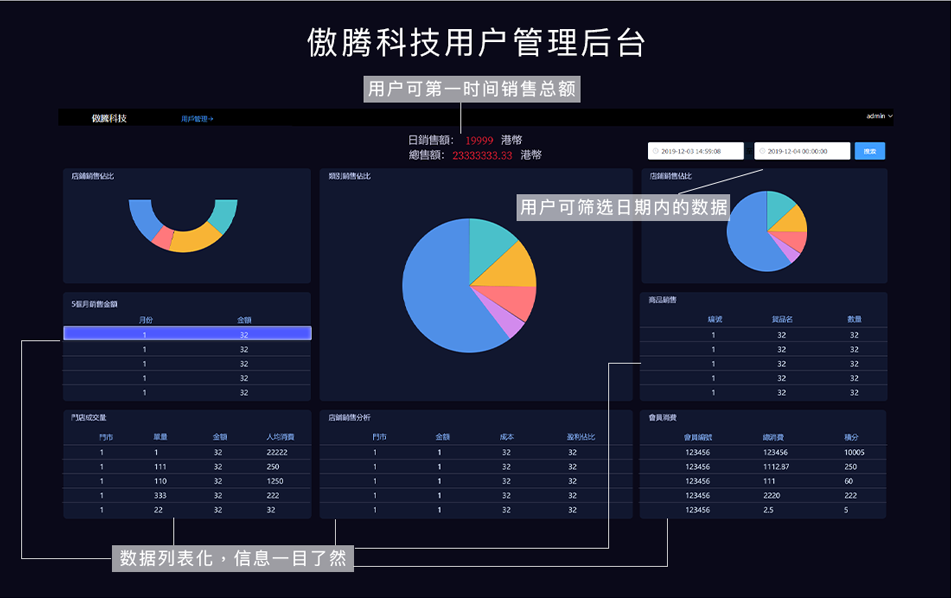 傲腾科技用户管理后台
用户可第一时间销售总额
傲騰科技 用戶管理→ admin
日銷售額： 19999 港幣
總售額： 23333333.33 港幣
2019-12-03 14:59:08 2019-12-04 00:00:00 搜索
店鋪銷售佔比 類別銷售佔比 店鋪銷售佔比
用户可筛选日期内的数据
5個月銷售金額
月份 金額
1 32
1 32
1 32
1 32
1 32
商品銷售
編號 貨品名 數量
1 32 32
1 32 32
1 32 32
1 32 32
1 32 32
門店成交量
門市 單量 金額 人均消費
1 1 32 22222
1 111 32 250
1 110 32 1250
1 333 32 222
1 22 32 32
店鋪銷售分析
門市 金額 成本 盈利佔比
1 1 32 32
1 1 32 32
1 1 32 32
1 1 32 32
1 1 32 32
會員消費
會員編號 總消費 積分
123456 123456 10005
123456 1112.87 250
123456 111 60
123456 2220 222
123456 2.5 5
数据列表化，信息一目了然